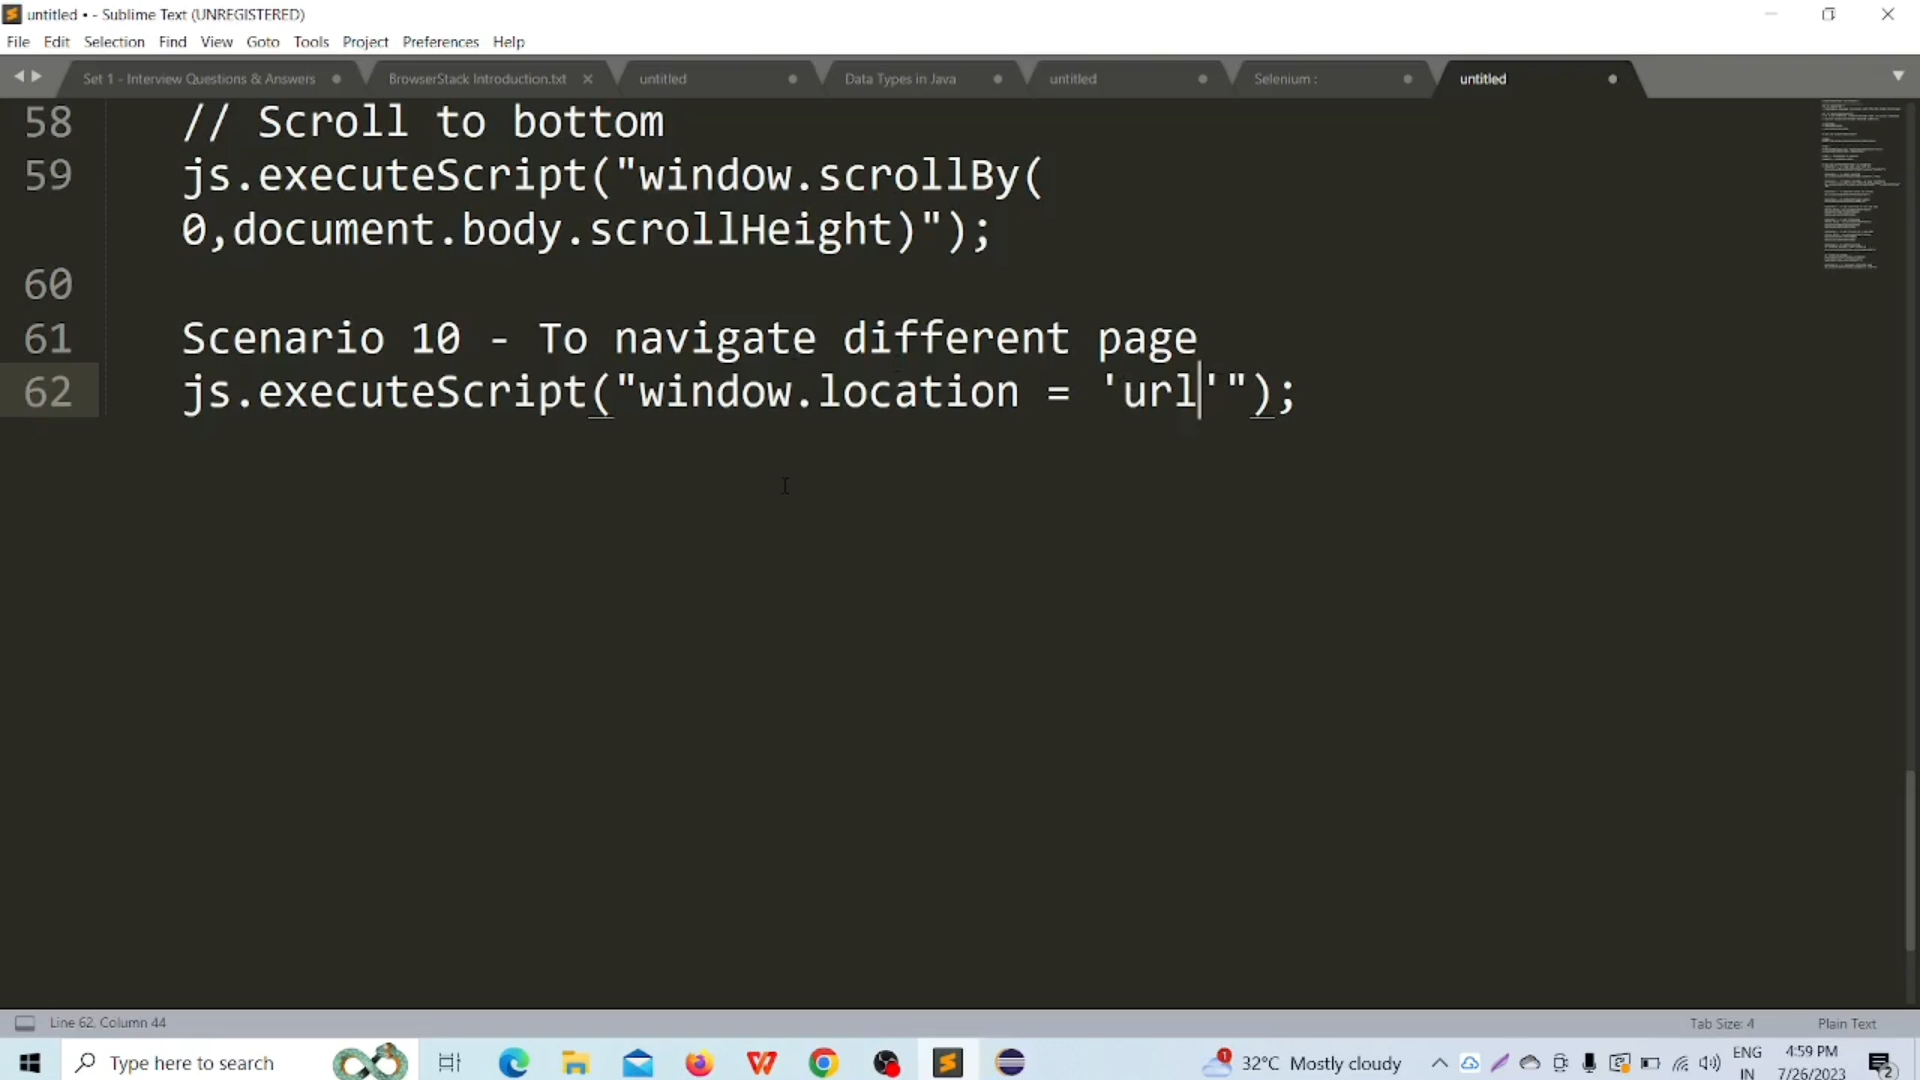 untitled • - Sublime Text (UNREGISTERED)
File Edit Selection Find View Goto Tools Project Preferences Help
Set 1 - Interview Questions & Answers BrowserStack Introduction.txt untitled Data Types in Java untitled Selenium : untitled
58 // Scroll to bottom
59 js.executeScript("window.scrollBy(
0,document.body.scrollHeight)");
60
61 Scenario 10 - To navigate different page
62 js.executeScript("window.location = 'url'");
Line 62, Column 44 Tab Size: 4 Plain Text
Type here to search 1 32°C Mostly cloudy ENG 4:59 PM 2
IN 7/26/2023